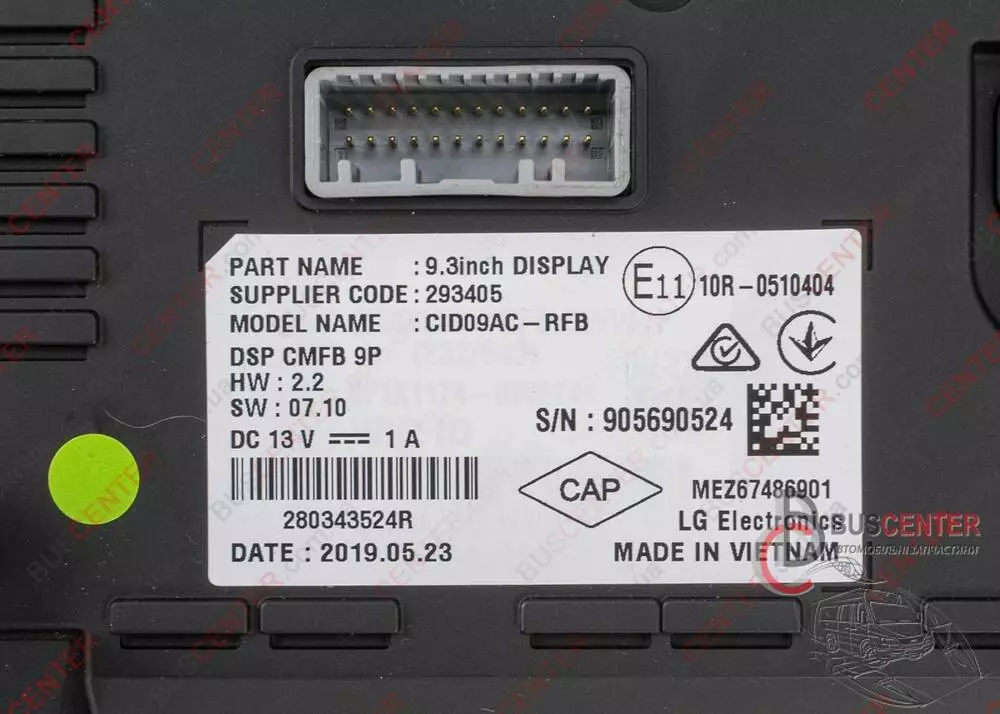 PART NAME : 9.3inch DISPLAY
SUPPLIER CODE : 293405
MODEL NAME : CID09AC-RFB
DSP CMFB 9P
HW : 2.2
SW : 07.10
DC 13 V 1 A
280343524R
DATE : 2019.05.23
E11 10R-0510404
S/N : 905690524
CAP
MEZ67486901
LG Electronics
MADE IN VIETNAM
BUSCENTER
АВТОМОБІЛЬНІ ЗАПЧАСТИНИ